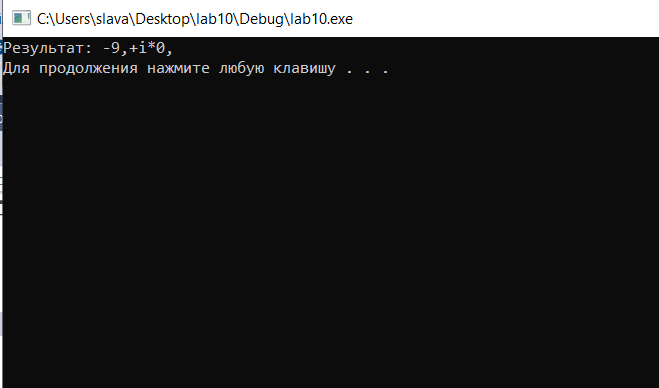 C:\Users\slava\Desktop\lab10\Debug\lab10.exe
Результат: -9,+i*0,
Для продолжения нажмите любую клавишу . . .